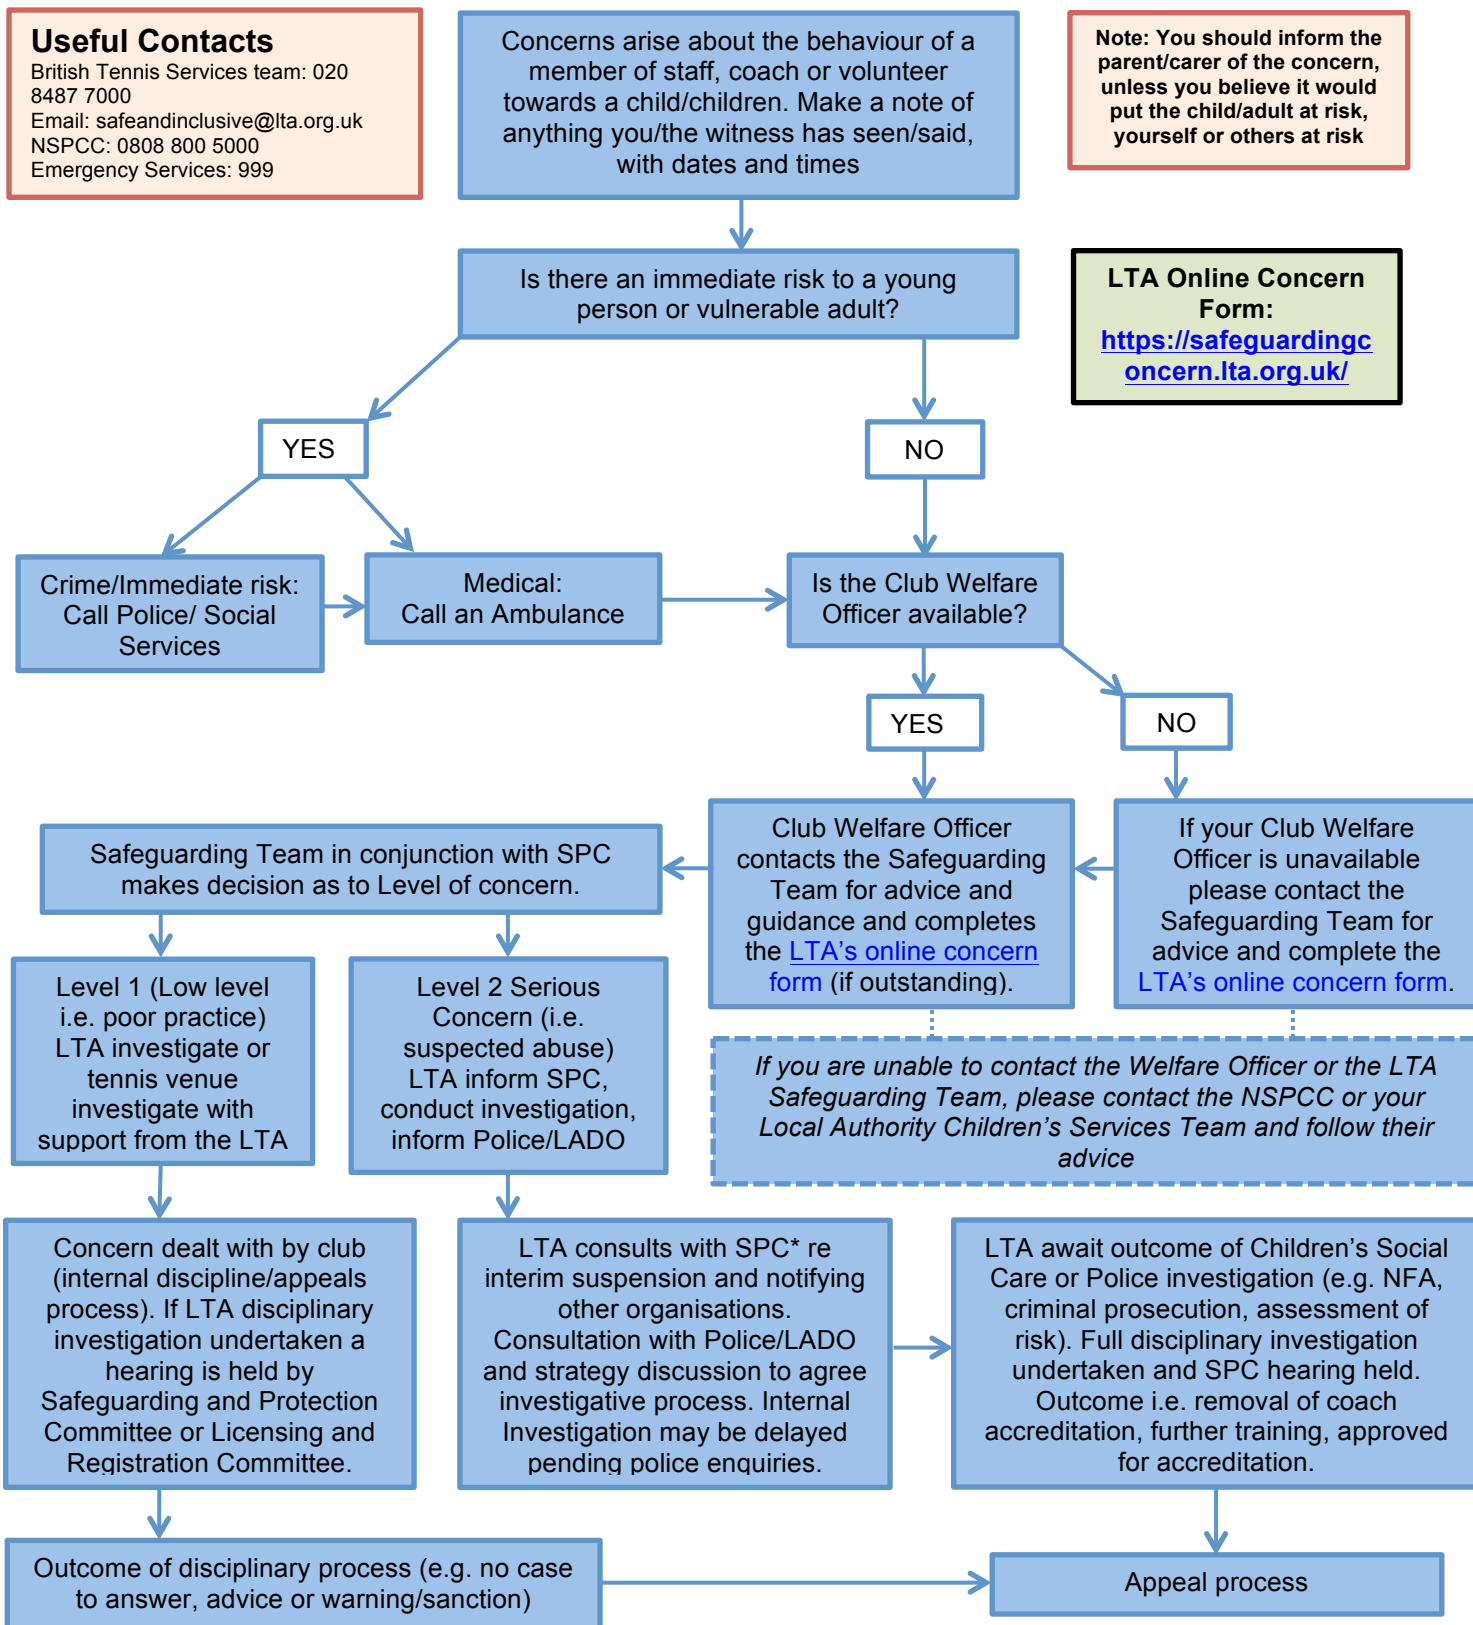 Useful Contacts
British Tennis Services team: 020
8487 7000
Email: safeandinclusive@lta.org.uk
NSPCC: 0808 800 5000
Emergency Services: 999
Concerns arise about the behaviour of a
member of staff, coach or volunteer
towards a child/children. Make a note of
anything you/the witness has seen/said,
with dates and times
Note: You should inform the
parent/carer of the concern,
unless you believe it would
put the child/adult at risk,
yourself or others at risk
Is there an immediate risk to a young
person or vulnerable adult?
LTA Online Concern
Form:
https://safeguardingc
oncern.lta.org.uk/
YES
NO
Crime/Immediate risk:
Call Police/ Social
Services
Medical:
Call an Ambulance
Is the Club Welfare
Officer available?
YES
NO
Safeguarding Team in conjunction with SPC
makes decision as to Level of concern.
Club Welfare Officer
contacts the Safeguarding
Team for advice and
guidance and completes
the LTA's online concern
form (if outstanding).
If your Club Welfare
Officer is unavailable
please contact the
Safeguarding Team for
advice and complete the
LTA's online concern form.
Level 1 (Low level
i.e. poor practice)
LTA investigate or
tennis venue
investigate with
support from the LTA
Level 2 Serious
Concern (i.e.
suspected abuse)
LTA inform SPC,
conduct investigation,
inform Police/LADO
If you are unable to contact the Welfare Officer or the LTA
Safeguarding Team, please contact the NSPCC or your
Local Authority Children's Services Team and follow their
advice
Concern dealt with by club
(internal discipline/appeals
process). If LTA disciplinary
investigation undertaken a
hearing is held by
Safeguarding and Protection
Committee or Licensing and
Registration Committee.
LTA consults with SPC* re
interim suspension and notifying
other organisations.
Consultation with Police/LADO
and strategy discussion to agree
investigative process. Internal
Investigation may be delayed
pending police enquiries.
LTA await outcome of Children's Social
Care or Police investigation (e.g. NFA,
criminal prosecution, assessment of
risk). Full disciplinary investigation
undertaken and SPC hearing held.
Outcome i.e. removal of coach
accreditation, further training, approved
for accreditation.
Outcome of disciplinary process (e.g. no case
to answer, advice or warning/sanction)
Appeal process